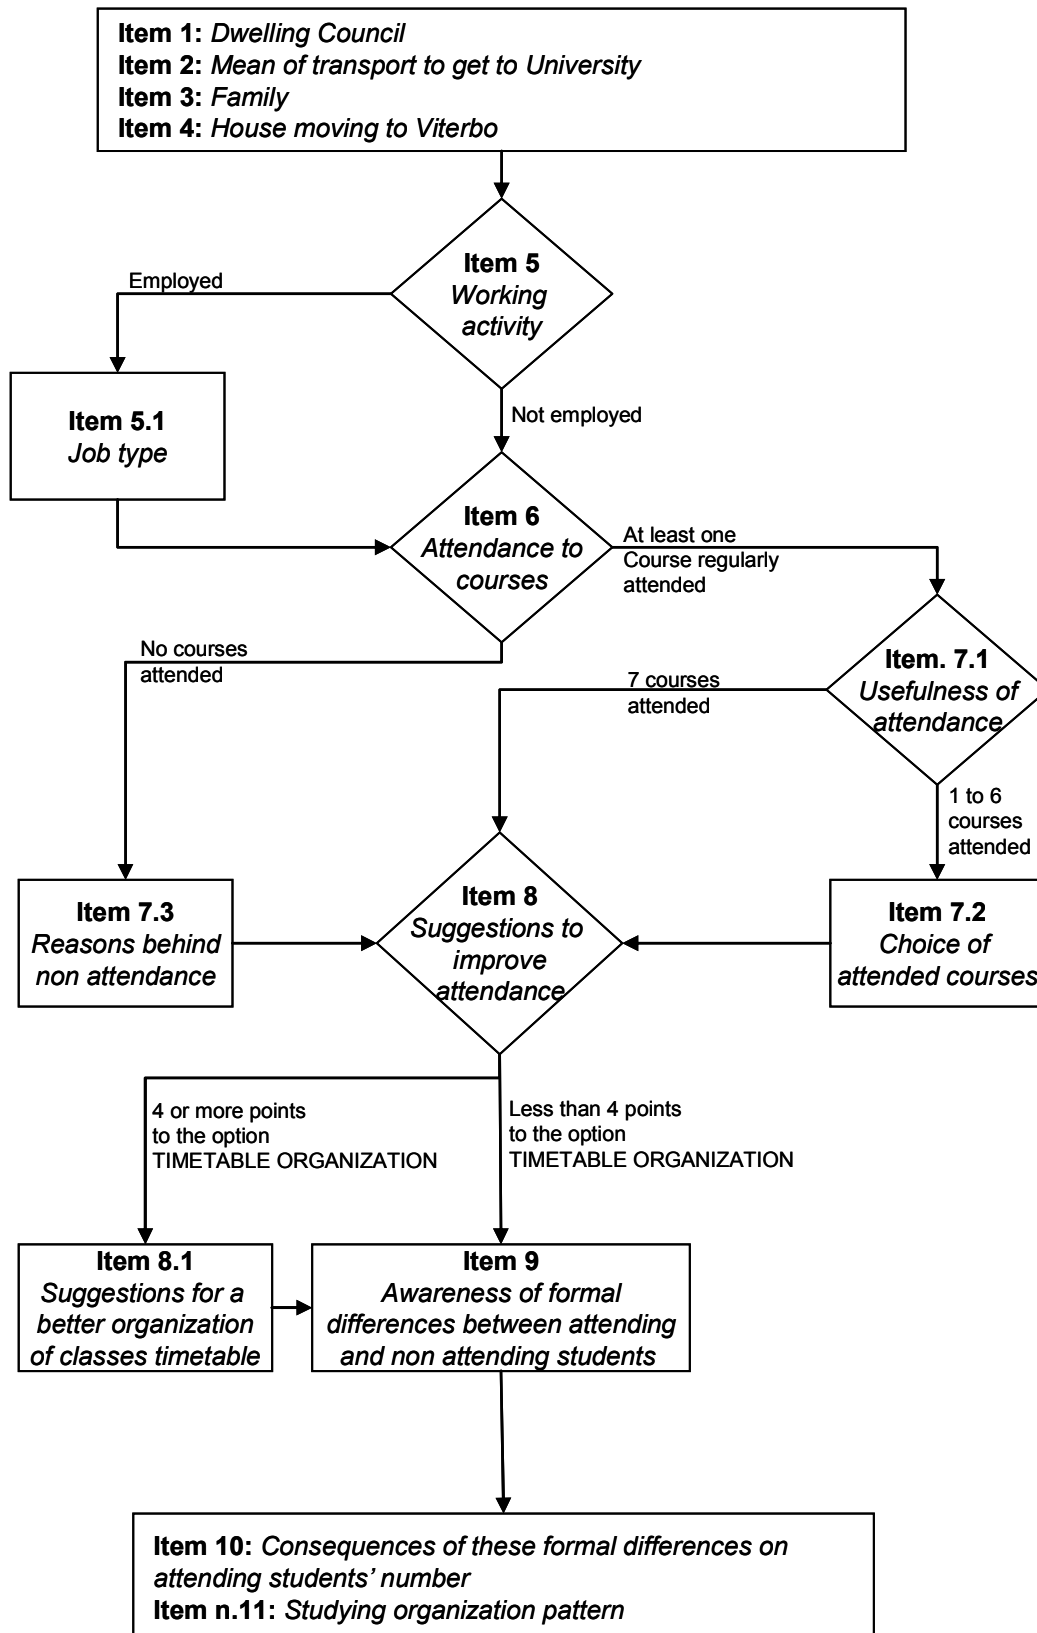 Item 1: Dwelling Council
Item 2: Mean of transport to get to University
Item 3: Family
Item 4: House moving to Viterbo
Item 5
Working
activity
Employed
Not employed
Item 5.1
Job type
Item 6
Attendance to
courses
At least one
Course regularly
attended
No courses
attended
Item. 7.1
Usefulness of
attendance
7 courses
attended
1 to 6
courses
attended
Item 7.3
Reasons behind
non attendance
Item 8
Suggestions to
improve
attendance
Item 7.2
Choice of
attended courses
4 or more points
to the option
TIMETABLE ORGANIZATION
Less than 4 points
to the option
TIMETABLE ORGANIZATION
Item 8.1
Suggestions for a
better organization
of classes timetable
Item 9
Awareness of formal
differences between attending
and non attending students
Item 10: Consequences of these formal differences on
attending students’ number
Item n.11: Studying organization pattern